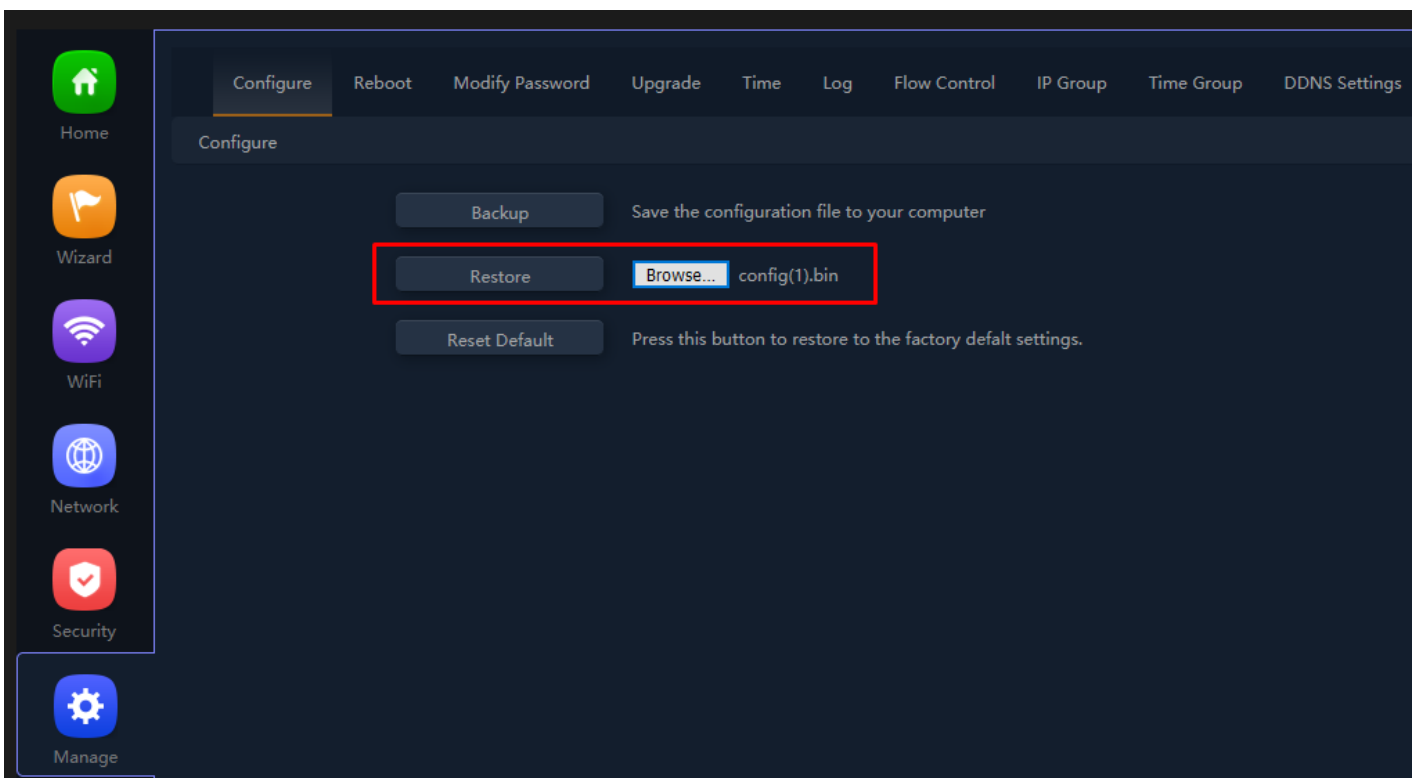 Home
Wizard
WiFi
Network
Security
Manage
Configure Reboot Modify Password Upgrade Time Log Flow Control IP Group Time Group DDNS Settings
Configure
Backup Save the configuration file to your computer
Restore Browse... config(1).bin
Reset Default Press this button to restore to the factory defalt settings.